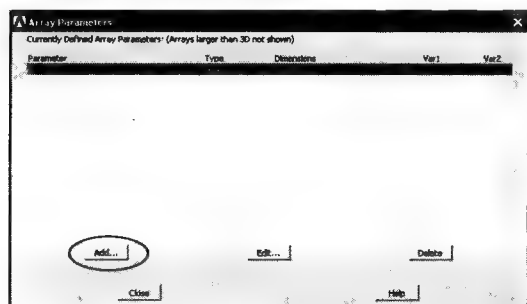 Array Parameters
Currently Defined Array Parameters: (Arrays larger than 3D not shown)
Parameter Type Dimensions Var1 Var2
Add... Edit... Delete
Close Help